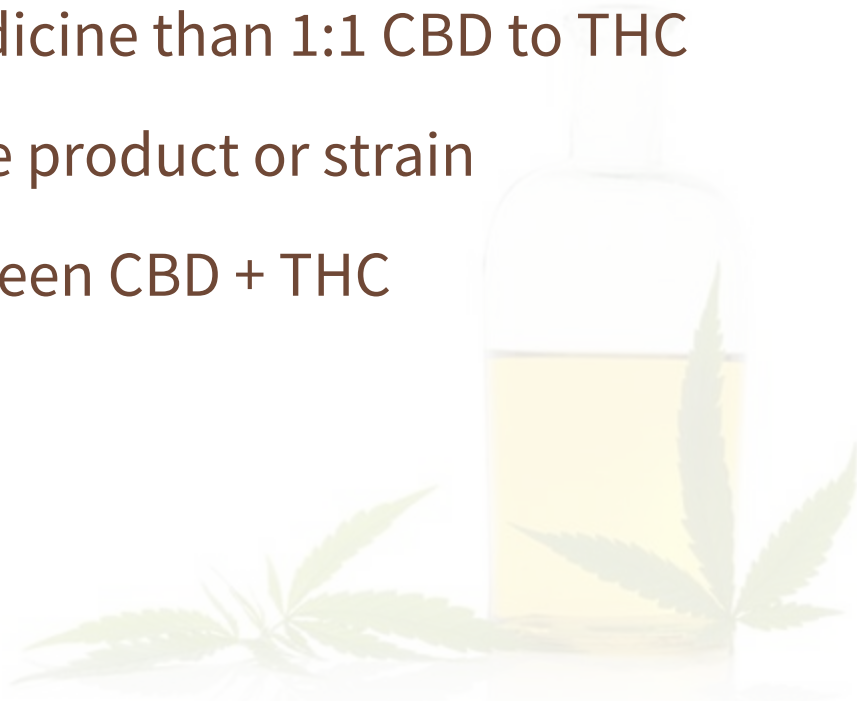 dicine than 1:1 CBD to THC
e product or strain
een CBD + THC